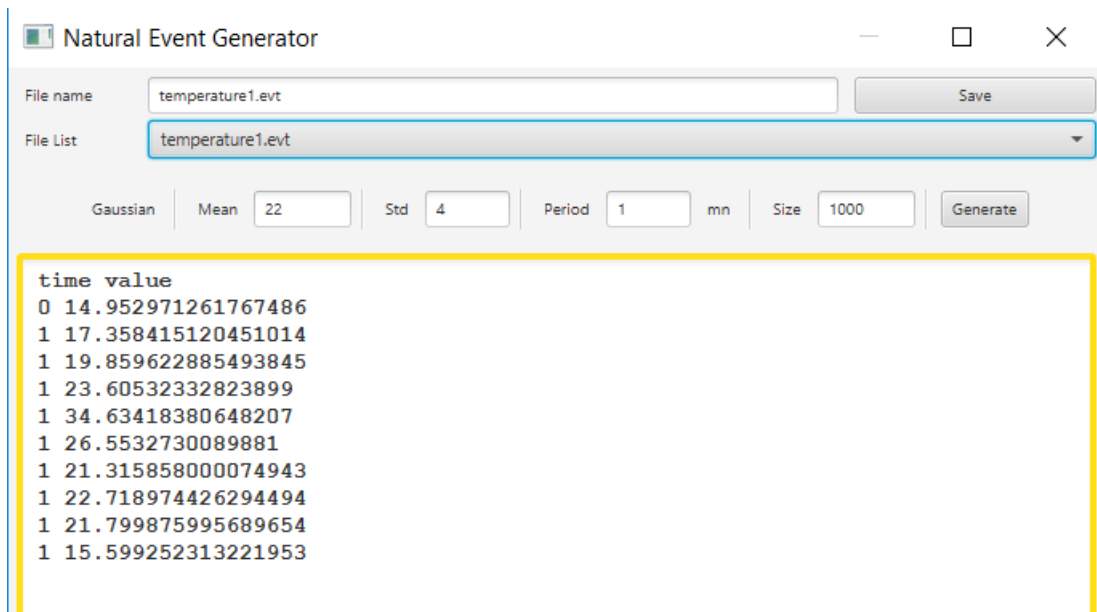 Natural Event Generator
File name temperature1.evt Save
File List temperature1.evt
Gaussian Mean 22 Std 4 Period 1 mn Size 1000 Generate
time value
0 14.952971261767486
1 17.358415120451014
1 19.859622885493845
1 23.60532332823899
1 34.63418380648207
1 26.5532730089881
1 21.315858000074943
1 22.718974426294494
1 21.799875995689654
1 15.599252313221953